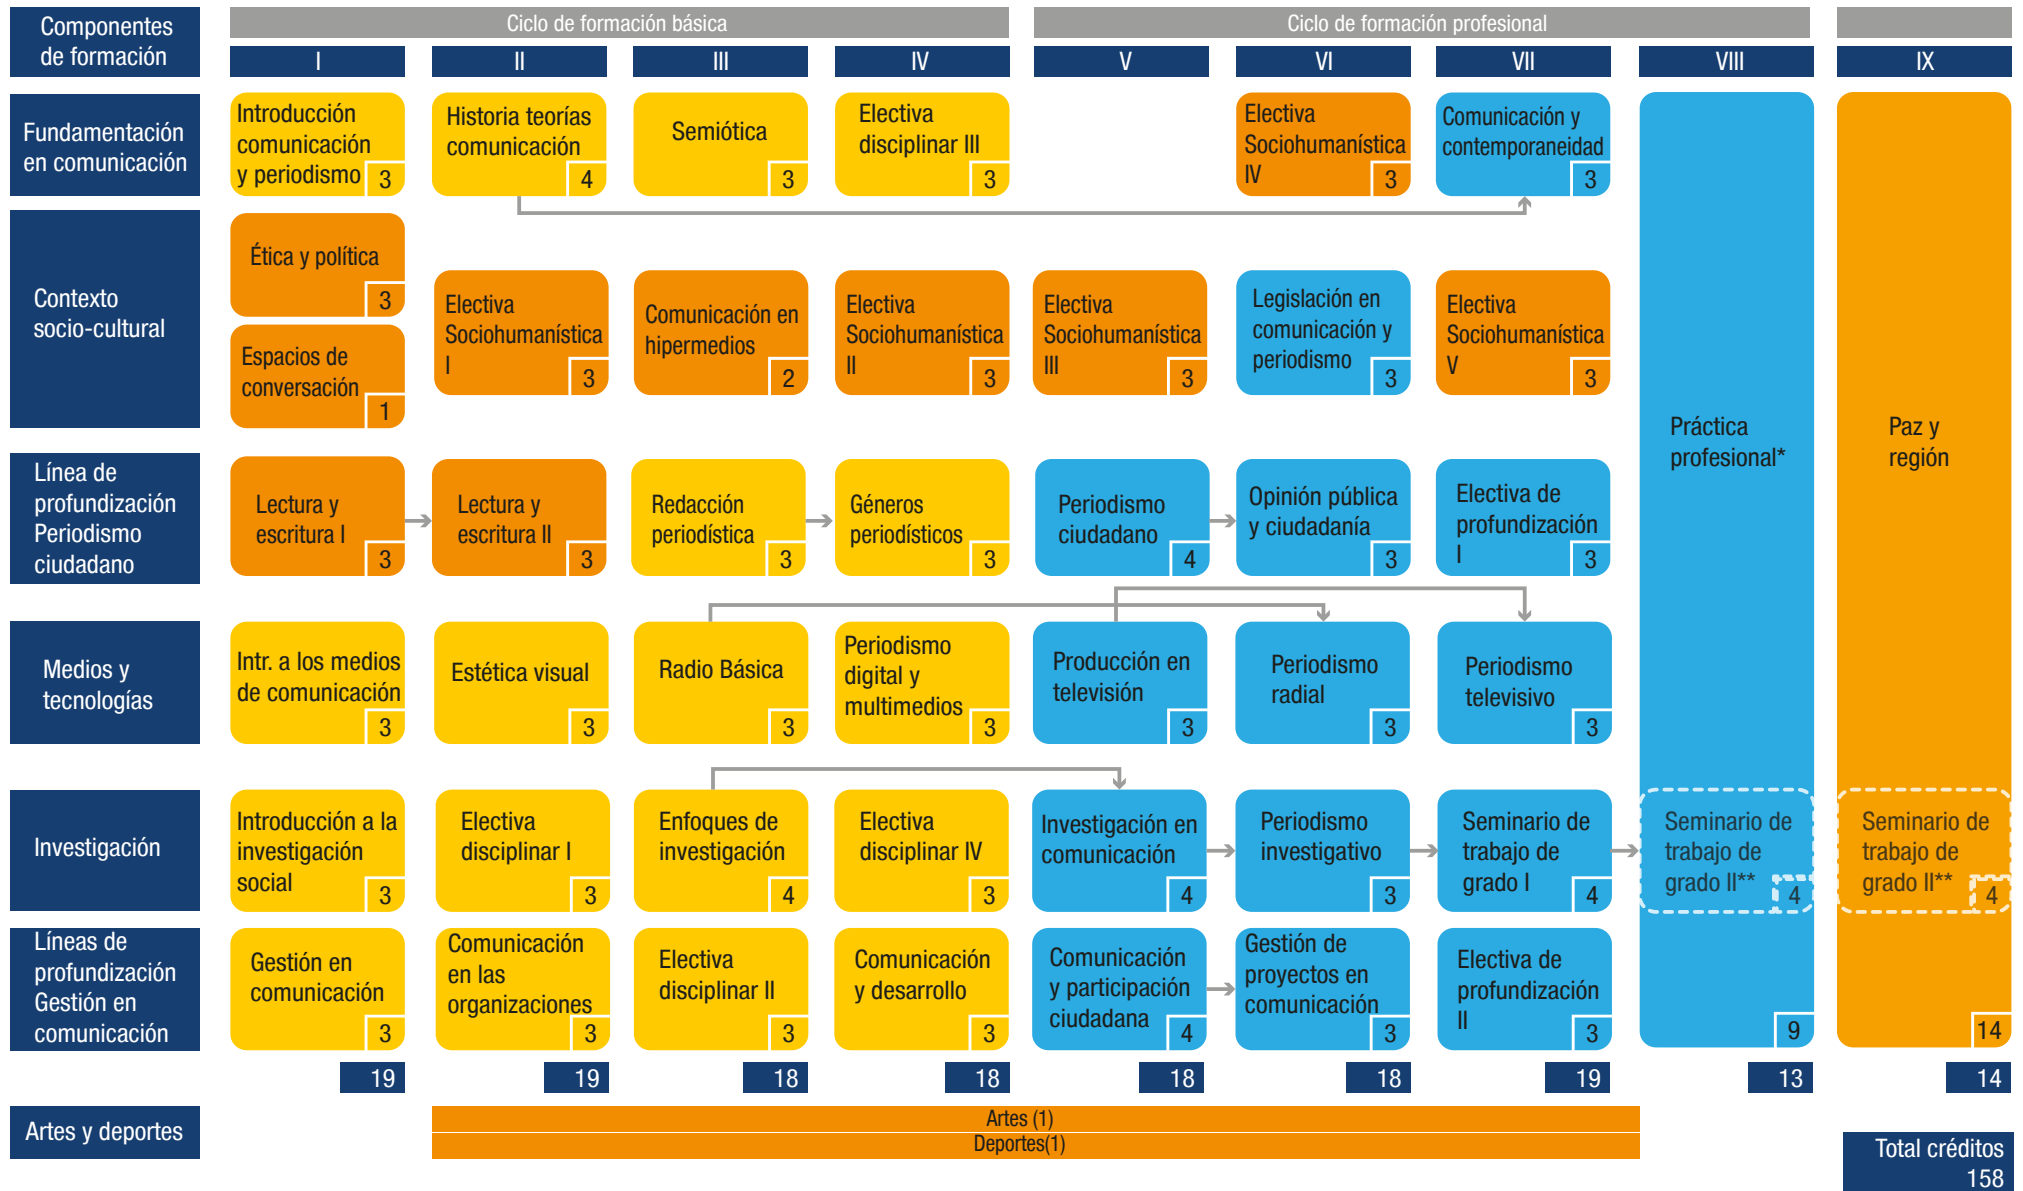 Componentes
de formación
Ciclo de formación básica
Ciclo de formación profesional
I
II
III
IV
V
VI
VII
VIII
IX
Fundamentación
en comunicación
Introducción
comunicación
y periodismo
3
Historia teorías
comunicación
4
Semiótica
3
Electiva
disciplinar III
3
Electiva
Sociohumanística
IV
3
Comunicación y
contemporaneidad
3
Contexto
socio-cultural
Ética y política
3
Espacios de
conversación
1
Electiva
Sociohumanística
I
3
Comunicación en
hipermedios
2
Electiva
Sociohumanística
II
3
Electiva
Sociohumanística
III
3
Legislación en
comunicación y
periodismo
3
Electiva
Sociohumanística
V
3
Práctica
profesional*
Paz y
región
Línea de
profundización
Periodismo
ciudadano
Lectura y
escritura I
3
Lectura y
escritura II
3
Redacción
periodística
3
Géneros
periodísticos
3
Periodismo
ciudadano
4
Opinión pública
y ciudadanía
3
Electiva de
profundización
I
3
Medios y
tecnologías
Intr. a los medios
de comunicación
3
Estética visual
3
Radio Básica
3
Periodismo
digital y
multimedios
3
Producción en
televisión
3
Periodismo
radial
3
Periodismo
televisivo
3
Investigación
Introducción a la
investigación
social
3
Electiva
disciplinar I
3
Enfoques de
investigación
4
Electiva
disciplinar IV
3
Investigación en
comunicación
4
Periodismo
investigativo
3
Seminario de
trabajo de
grado I
4
Seminario de
trabajo de
grado II**
4
Seminario de
trabajo de
grado II**
4
Líneas de
profundización
Gestión en
comunicación
Gestión en
comunicación
3
Comunicación
en las
organizaciones
3
Electiva
disciplinar II
3
Comunicación
y desarrollo
3
Comunicación
y participación
ciudadana
4
Gestión de
proyectos en
comunicación
3
Electiva de
profundización
II
3
9
14
19
19
18
18
18
18
19
13
14
Artes y deportes
Artes (1)
Deportes(1)
Total créditos
158